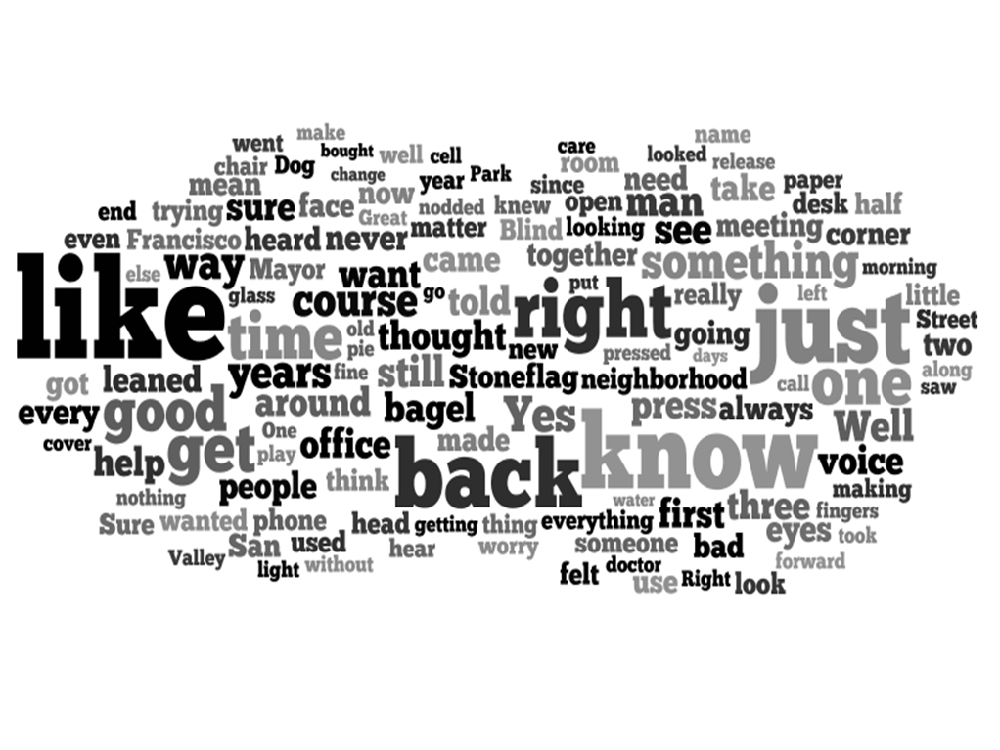 went make name
bought well cell care looked
chair Dog change room release
mean now year Park since need take paper
end trying sure face Great nodded knew open man desk half
even Francisco heard never matter Blind looking see meeting corner
like else way Mayor want came together something morning
glass course go told right put really just left little
time old thought new going Street
pie pressed days two
got leaned years fine still Stoneflag neighborhood call one along
saw
every good around bagel Yes press always Well
cover help get One office made know voice
play back
nothing people think water making
Sure wanted phone head getting thing everything first three fingers
San used hear worry someone bad eyes took
Valley light without felt doctor forward
use Right look